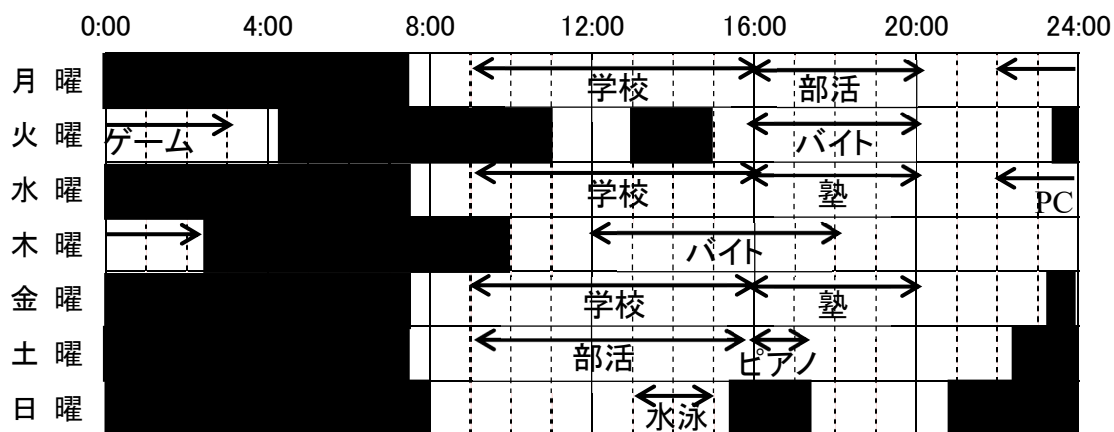 0:00 4:00 8:00 12:00 16:00 20:00 24:00
月 曜 学校 部活
火 曜 ゲーム バイト
水 曜 学校 塾 PC
木 曜 バイト
金 曜 学校 塾
土 曜 部活 ピアノ
日 曜 水泳